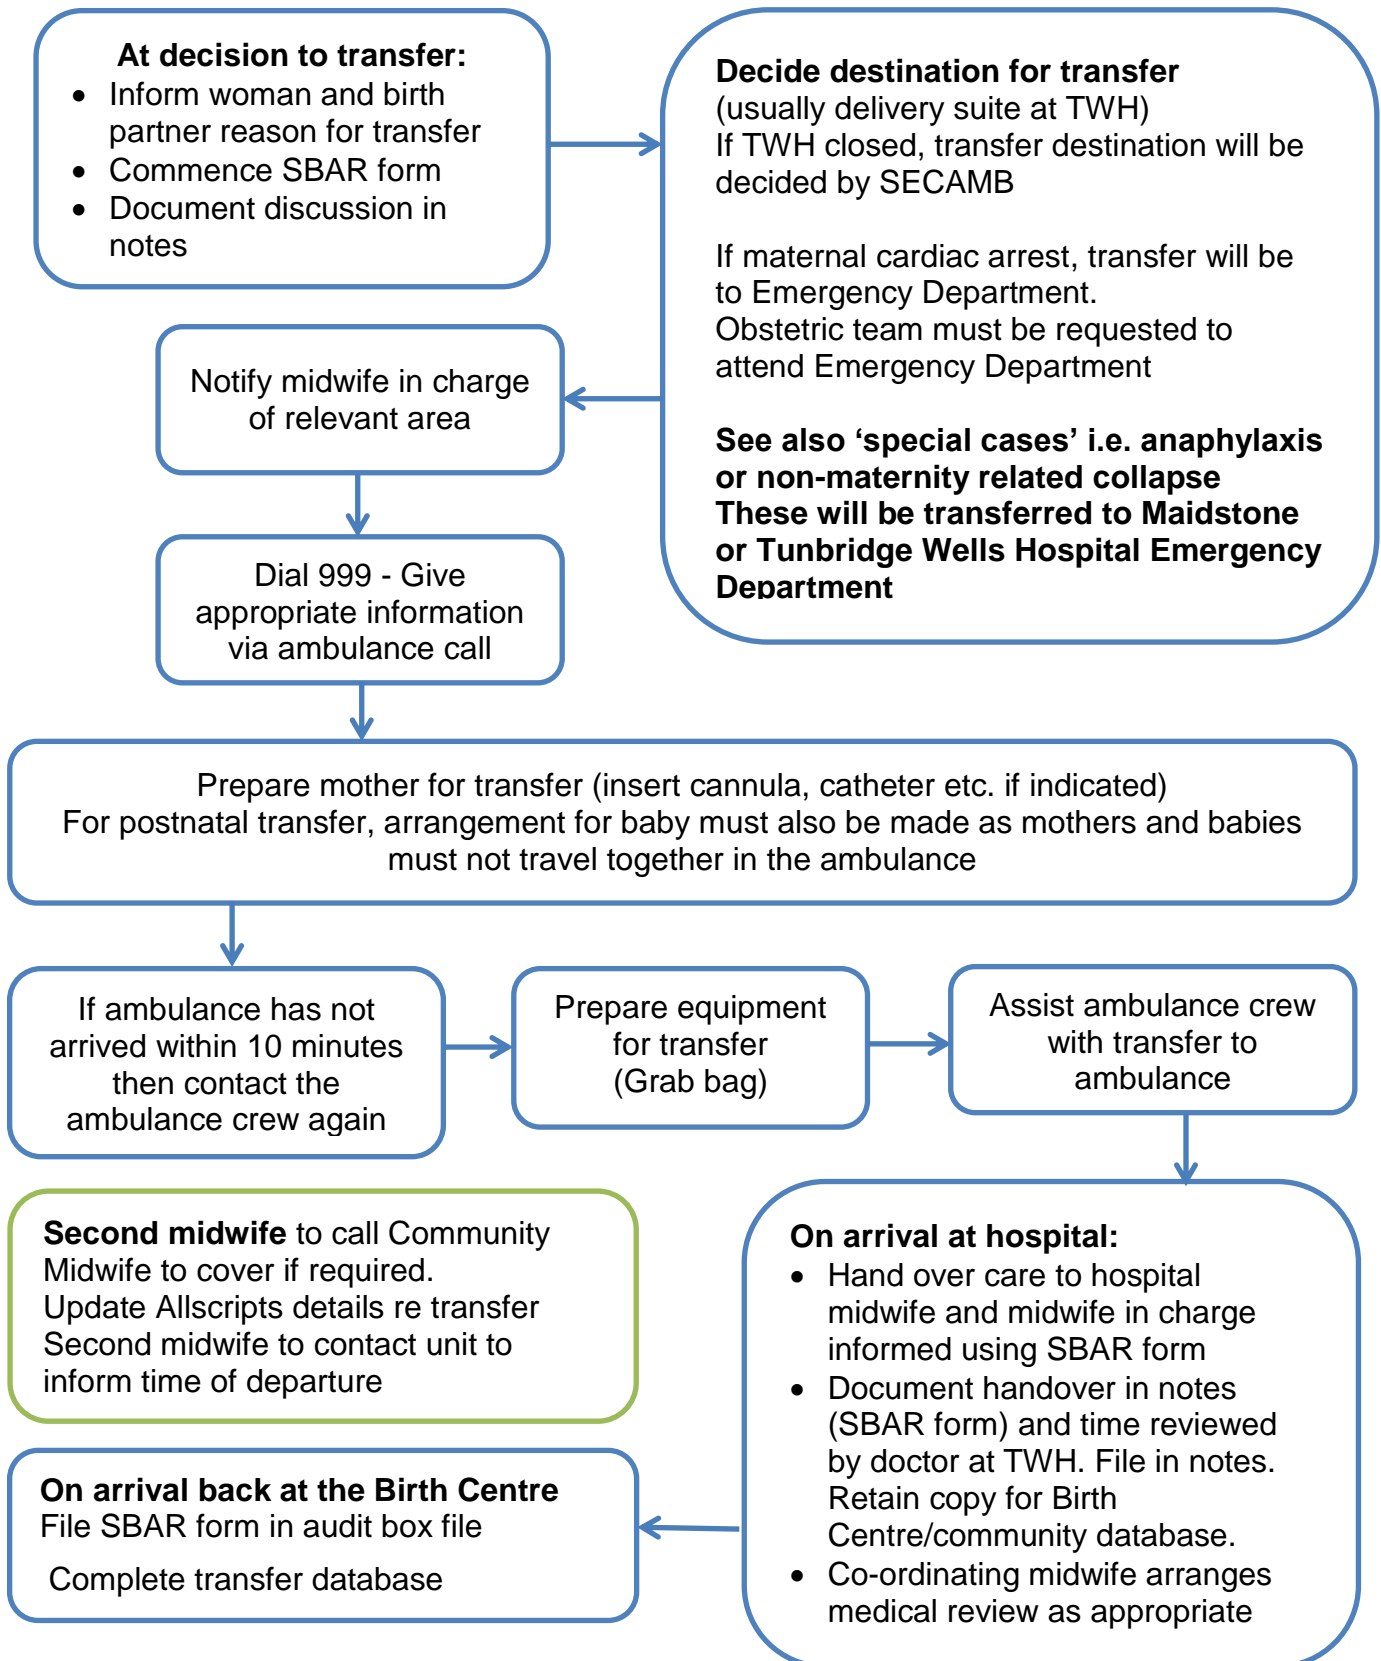 At decision to transfer:
• Inform woman and birth
partner reason for transfer
• Commence SBAR form
• Document discussion in
notes
Decide destination for transfer
(usually delivery suite at TWH)
If TWH closed, transfer destination will be
decided by SECAMB
If maternal cardiac arrest, transfer will be
to Emergency Department.
Obstetric team must be requested to
attend Emergency Department
See also ‘special cases’ i.e. anaphylaxis
or non-maternity related collapse
These will be transferred to Maidstone
or Tunbridge Wells Hospital Emergency
Department
Notify midwife in charge
of relevant area
Dial 999 - Give
appropriate information
via ambulance call
Prepare mother for transfer (insert cannula, catheter etc. if indicated)
For postnatal transfer, arrangement for baby must also be made as mothers and babies
must not travel together in the ambulance
If ambulance has not
arrived within 10 minutes
then contact the
ambulance crew again
Prepare equipment
for transfer
(Grab bag)
Assist ambulance crew
with transfer to
ambulance
Second midwife to call Community
Midwife to cover if required.
Update Allscripts details re transfer
Second midwife to contact unit to
inform time of departure
On arrival at hospital:
• Hand over care to hospital
midwife and midwife in charge
informed using SBAR form
• Document handover in notes
(SBAR form) and time reviewed
by doctor at TWH. File in notes.
Retain copy for Birth
Centre/community database.
• Co-ordinating midwife arranges
medical review as appropriate
On arrival back at the Birth Centre
File SBAR form in audit box file
Complete transfer database